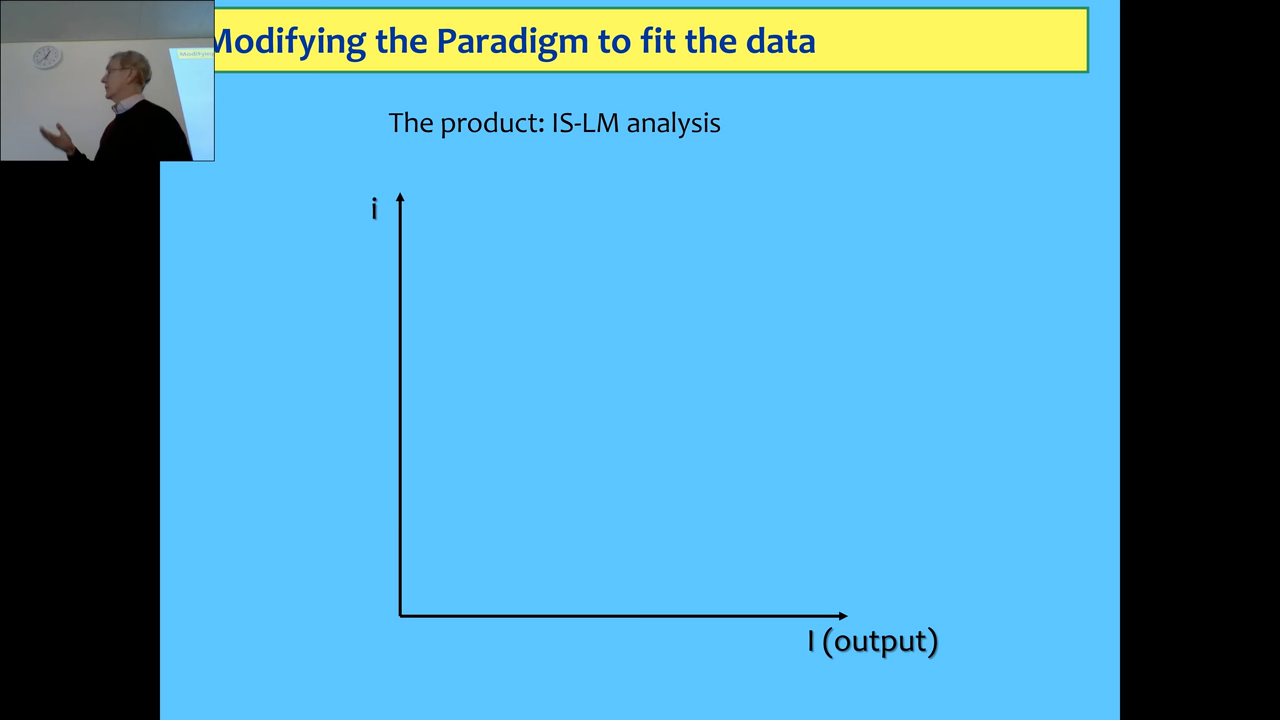 Modifying the Paradigm to fit the data
The product: IS-LM analysis
i
I (output)